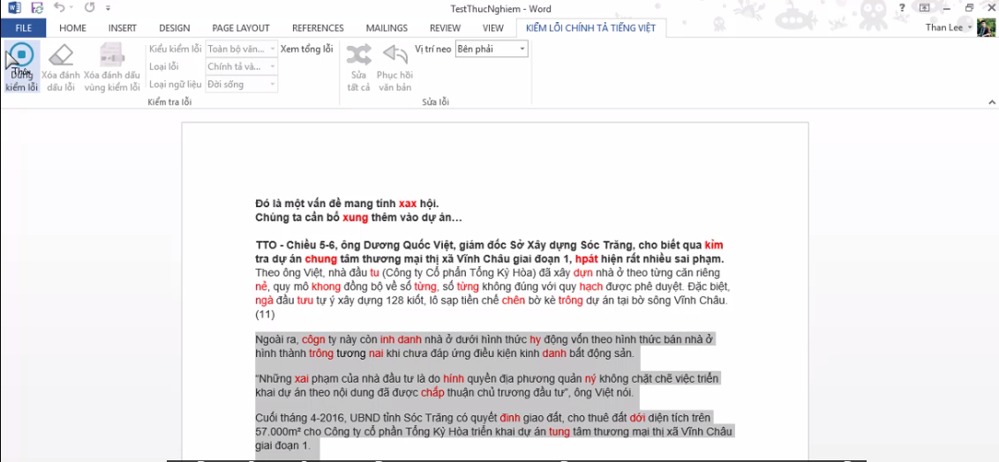 TestThucNghiem - Word
FILE HOME INSERT DESIGN PAGE LAYOUT REFERENCES MAILINGS REVIEW VIEW KIỂM LỖI CHÍNH TẢ TIẾNG VIỆT Than Lee
Kiểu kiểm lỗi Toàn bộ văn... Xem tổng lỗi Vị trí neo Bên phải
Dừng kiểm lỗi Xóa đánh dấu lỗi Xóa đánh dấu vùng kiểm lỗi Loại lỗi Chính tả và... Sửa tất cả Phục hồi văn bản
Loại ngữ liệu Đời sống
Kiểm tra lỗi Sửa lỗi
Đó là một vấn đề mang tính xax hội.
Chúng ta cần bố xung thêm vào dự án...
TTO - Chiều 5-6, ông Dương Quốc Việt, giám đốc Sở Xây dựng Sóc Trăng, cho biết qua kỉm
tra dự án chung tâm thương mại thị xã Vĩnh Châu giai đoạn 1, hpát hiện rất nhiều sai phạm.
Theo ông Việt, nhà đầu tu (Công ty Cổ phần Tống Kỳ Hòa) đã xây dựn nhà ở theo từng căn riêng
nẻ, quy mô khong đồng bộ về số từng, số từng không đúng với quy hạch được phê duyệt. Đặc biệt,
ngà đầu tưu tự ý xây dựng 128 kiốt, lô sạp tiền chế chên bờ kè trông dự án tại bờ sông Vĩnh Châu.
(11)
Ngoài ra, côgn ty này còn inh danh nhà ở dưới hình thức hy động vốn theo hình thức bán nhà ở
hình thành trông tương nai khi chưa đáp ứng điều kiện kinh danh bất động sản.
“Những xai phạm của nhà đầu tư là do hính quyền địa phương quản ný không chặt chẽ việc triển
khai dự án theo nội dung đã được chắp thuận chủ trương đầu tư”, ông Việt nói.
Cuối tháng 4-2016, UBND tỉnh Sóc Trăng có quyết đinh giao đất, cho thuê đất dới diện tích trên
57.000m² cho Công ty cổ phần Tống Kỳ Hòa triển khai dự án tung tâm thương mại thị xã Vĩnh Châu
giai đoạn 1.